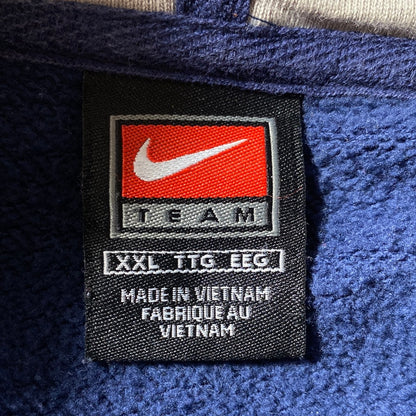 TEAM
XXL TTG EEG
MADE IN VIETNAM
FABRIQUE AU
VIETNAM